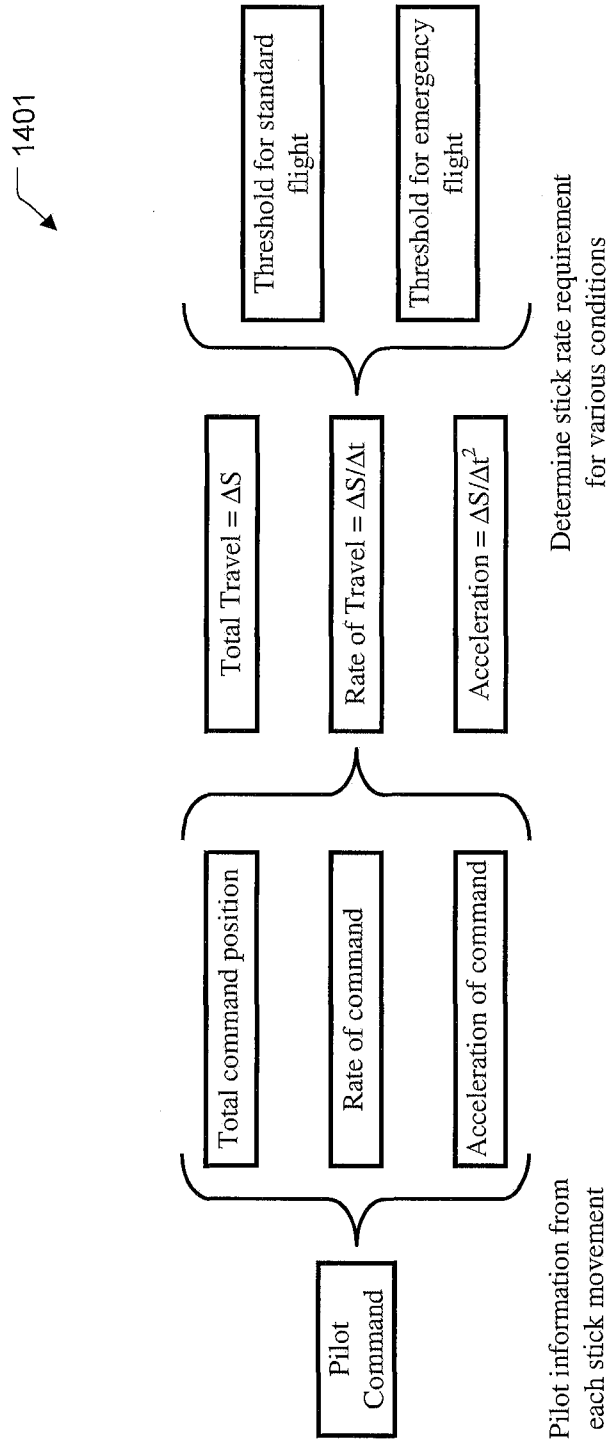 1401
Pilot
Command
Total command position
Rate of command
Acceleration of command
Total Travel = ΔS
Rate of Travel = ΔS/Δt
Acceleration = ΔS/Δt²
Threshold for standard
flight
Threshold for emergency
flight
Pilot information from
each stick movement
Determine stick rate requirement
for various conditions